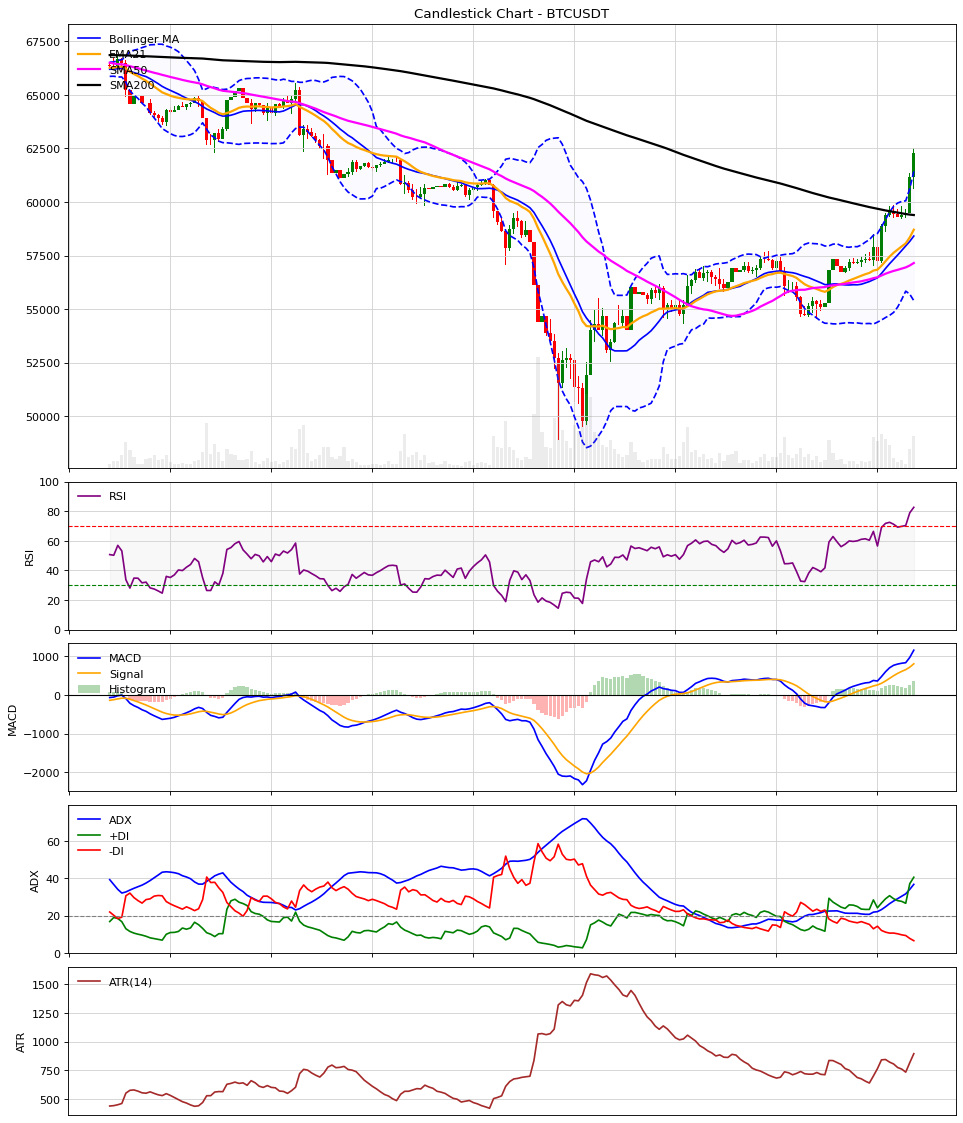 Candlestick Chart - BTCUSDT
67500
65000
62500
60000
57500
55000
52500
50000
Bollinger MA
EMA21
SMA50
SMA200
100
80
60
40
20
0
RSI
RSI
1000
0
−1000
−2000
MACD
MACD
Signal
Histogram
60
40
20
0
ADX
ADX
+DI
-DI
1500
1250
1000
750
500
ATR
ATR(14)